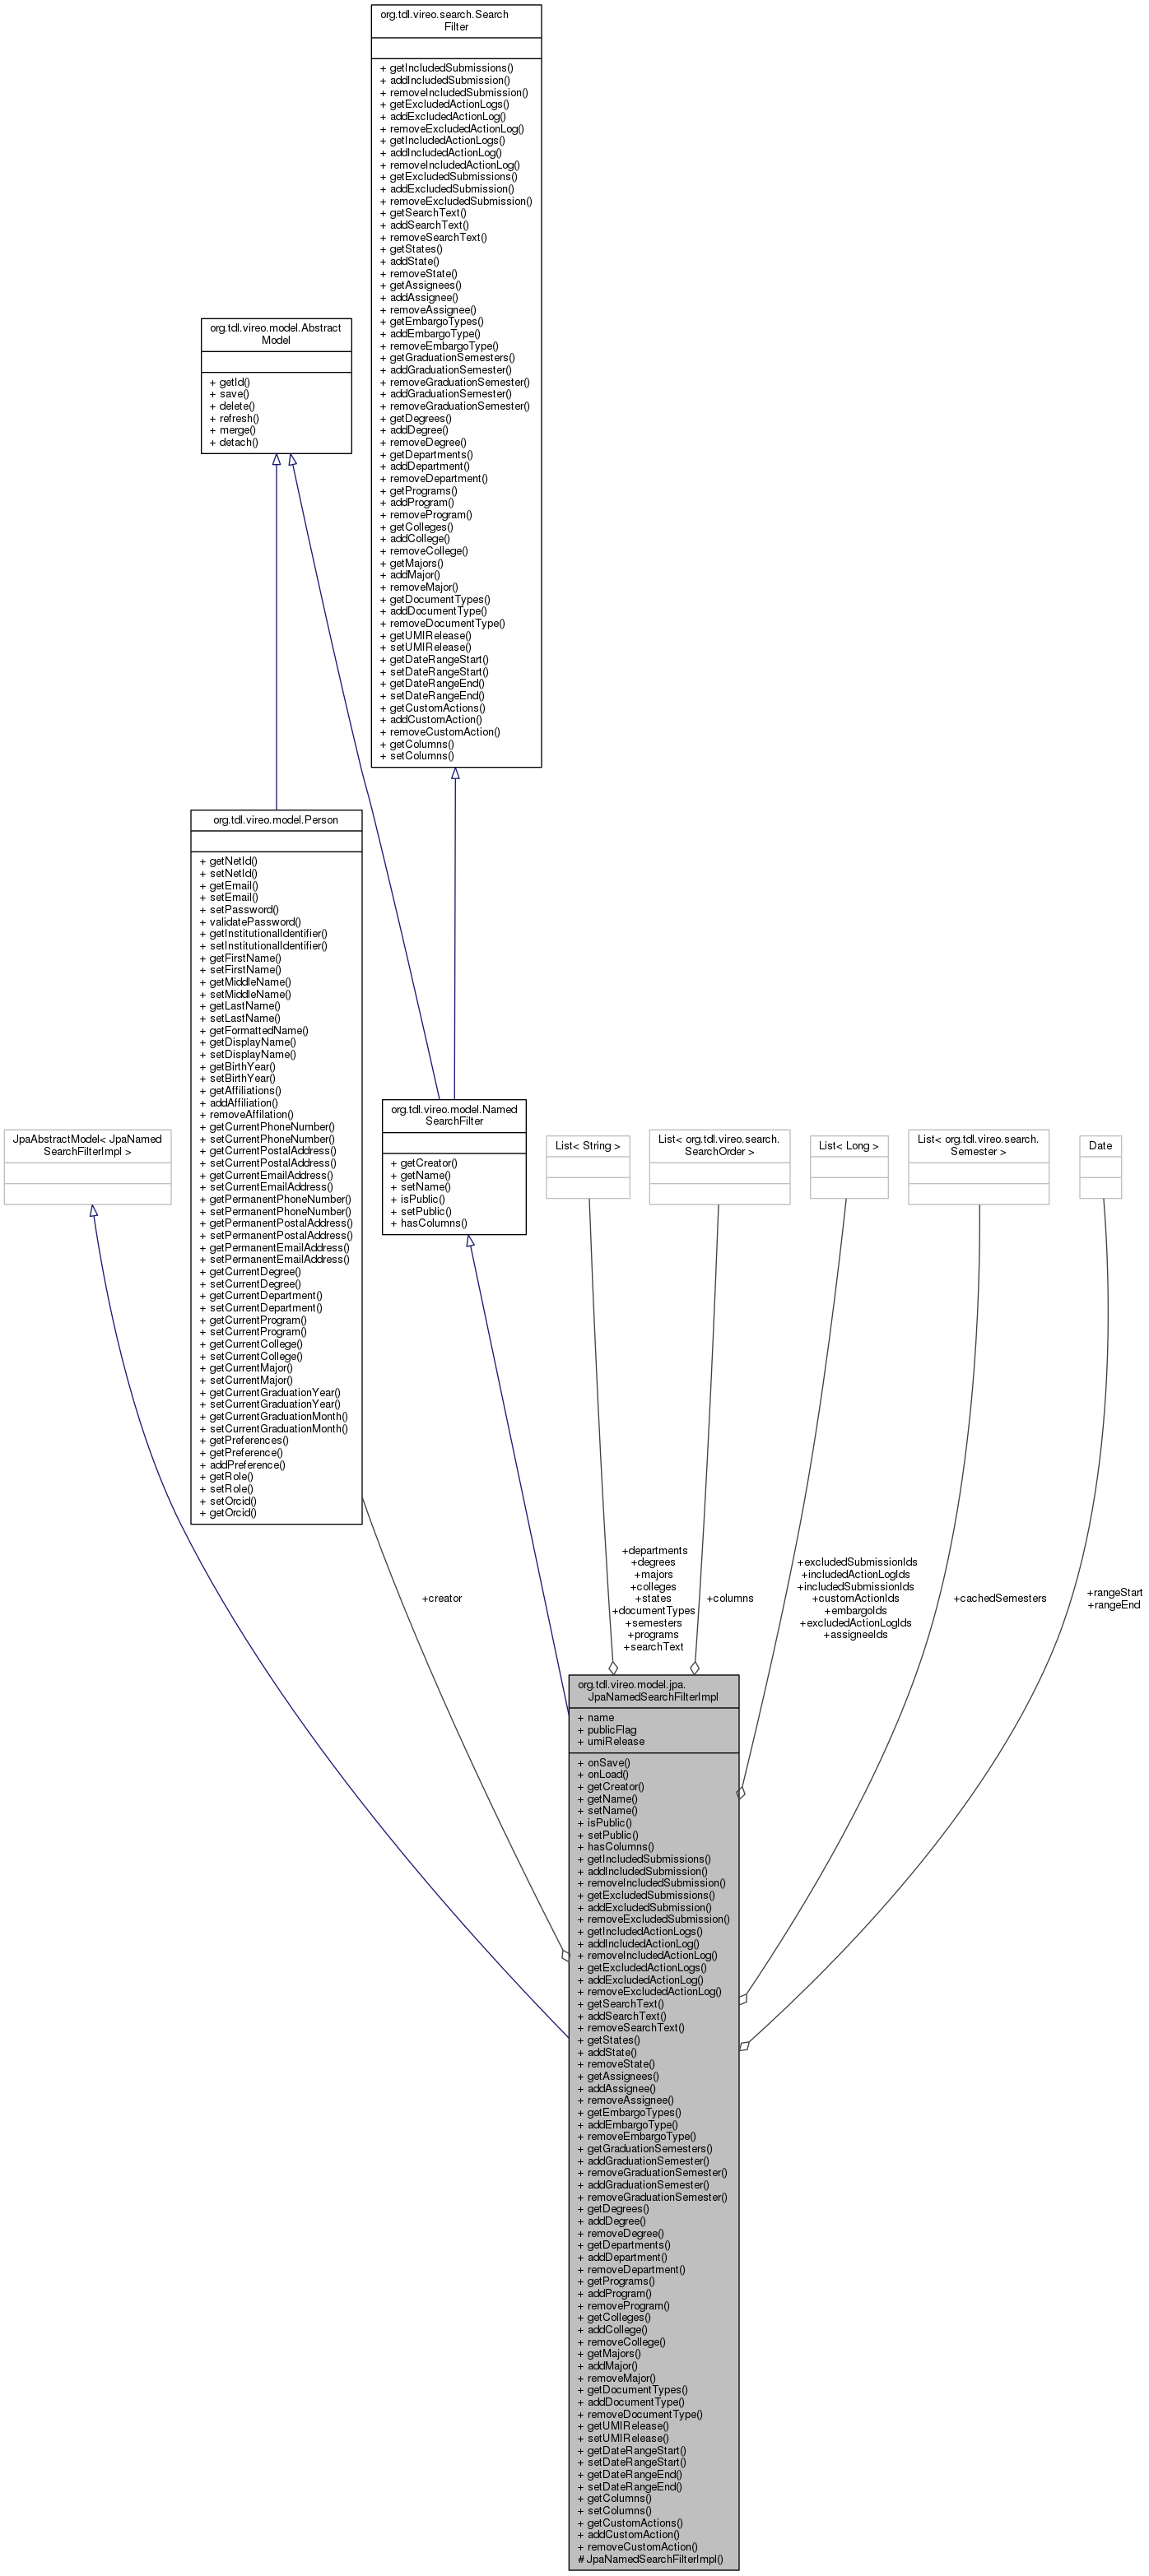 org.tdl.vireo.search.Search
Filter
+ getIncludedSubmissions()
+ addIncludedSubmission()
+ removeIncludedSubmission()
+ getExcludedActionLogs()
+ addExcludedActionLog()
+ removeExcludedActionLog()
+ getIncludedActionLogs()
+ addIncludedActionLog()
+ removeIncludedActionLog()
+ getExcludedSubmissions()
+ addExcludedSubmission()
+ removeExcludedSubmission()
+ getSearchText()
+ addSearchText()
+ removeSearchText()
+ getStates()
+ addState()
+ removeState()
+ getAssignees()
+ addAssignee()
+ removeAssignee()
+ getEmbargoTypes()
+ addEmbargoType()
+ removeEmbargoType()
+ getGraduationSemesters()
+ addGraduationSemester()
+ removeGraduationSemester()
+ addGraduationSemester()
+ removeGraduationSemester()
+ getDegrees()
+ addDegree()
+ removeDegree()
+ getDepartments()
+ addDepartment()
+ removeDepartment()
+ getPrograms()
+ addProgram()
+ removeProgram()
+ getColleges()
+ addCollege()
+ removeCollege()
+ getMajors()
+ addMajor()
+ removeMajor()
+ getDocumentTypes()
+ addDocumentType()
+ removeDocumentType()
+ getUMIRelease()
+ setUMIRelease()
+ getDateRangeStart()
+ setDateRangeStart()
+ getDateRangeEnd()
+ setDateRangeEnd()
+ getCustomActions()
+ addCustomAction()
+ removeCustomAction()
+ getColumns()
+ setColumns()
org.tdl.vireo.model.Abstract
Model
+ getId()
+ save()
+ delete()
+ refresh()
+ merge()
+ detach()
org.tdl.vireo.model.Person
+ getNetId()
+ setNetId()
+ getEmail()
+ setEmail()
+ setPassword()
+ validatePassword()
+ getInstitutionalIdentifier()
+ setInstitutionalIdentifier()
+ getFirstName()
+ setFirstName()
+ getMiddleName()
+ setMiddleName()
+ getLastName()
+ setLastName()
+ getFormattedName()
+ getDisplayName()
+ setDisplayName()
+ getBirthYear()
+ setBirthYear()
+ getAffiliations()
+ addAffiliation()
+ removeAffilation()
+ getCurrentPhoneNumber()
+ setCurrentPhoneNumber()
+ getCurrentPostalAddress()
+ setCurrentPostalAddress()
+ getCurrentEmailAddress()
+ setCurrentEmailAddress()
+ getPermanentPhoneNumber()
+ setPermanentPhoneNumber()
+ getPermanentPostalAddress()
+ setPermanentPostalAddress()
+ getPermanentEmailAddress()
+ setPermanentEmailAddress()
+ getCurrentDegree()
+ setCurrentDegree()
+ getCurrentDepartment()
+ setCurrentDepartment()
+ getCurrentProgram()
+ setCurrentProgram()
+ getCurrentCollege()
+ setCurrentCollege()
+ getCurrentMajor()
+ setCurrentMajor()
+ getCurrentGraduationYear()
+ setCurrentGraduationYear()
+ getCurrentGraduationMonth()
+ setCurrentGraduationMonth()
+ getPreferences()
+ getPreference()
+ addPreference()
+ getRole()
+ setRole()
+ setOrcid()
+ getOrcid()
org.tdl.vireo.model.Named
SearchFilter
+ getCreator()
+ getName()
+ setName()
+ isPublic()
+ setPublic()
+ hasColumns()
JpaAbstractModel< JpaNamed
SearchFilterImpl >
List< String >
List< org.tdl.vireo.search.
SearchOrder >
List< Long >
List< org.tdl.vireo.search.
Semester >
Date
+creator
+departments
+degrees
+majors
+colleges
+states
+documentTypes
+semesters
+programs
+searchText
+columns
+excludedSubmissionIds
+includedActionLogIds
+includedSubmissionIds
+customActionIds
+embargoIds
+excludedActionLogIds
+assigneeIds
+cachedSemesters
+rangeStart
+rangeEnd
org.tdl.vireo.model.jpa.
JpaNamedSearchFilterImpl
+ name
+ publicFlag
+ umiRelease
+ onSave()
+ onLoad()
+ getCreator()
+ getName()
+ setName()
+ isPublic()
+ setPublic()
+ hasColumns()
+ getIncludedSubmissions()
+ addIncludedSubmission()
+ removeIncludedSubmission()
+ getExcludedSubmissions()
+ addExcludedSubmission()
+ removeExcludedSubmission()
+ getIncludedActionLogs()
+ addIncludedActionLog()
+ removeIncludedActionLog()
+ getExcludedActionLogs()
+ addExcludedActionLog()
+ removeExcludedActionLog()
+ getSearchText()
+ addSearchText()
+ removeSearchText()
+ getStates()
+ addState()
+ removeState()
+ getAssignees()
+ addAssignee()
+ removeAssignee()
+ getEmbargoTypes()
+ addEmbargoType()
+ removeEmbargoType()
+ getGraduationSemesters()
+ addGraduationSemester()
+ removeGraduationSemester()
+ addGraduationSemester()
+ removeGraduationSemester()
+ getDegrees()
+ addDegree()
+ removeDegree()
+ getDepartments()
+ addDepartment()
+ removeDepartment()
+ getPrograms()
+ addProgram()
+ removeProgram()
+ getColleges()
+ addCollege()
+ removeCollege()
+ getMajors()
+ addMajor()
+ removeMajor()
+ getDocumentTypes()
+ addDocumentType()
+ removeDocumentType()
+ getUMIRelease()
+ setUMIRelease()
+ getDateRangeStart()
+ setDateRangeStart()
+ getDateRangeEnd()
+ setDateRangeEnd()
+ getColumns()
+ setColumns()
+ getCustomActions()
+ addCustomAction()
+ removeCustomAction()
# JpaNamedSearchFilterImpl()